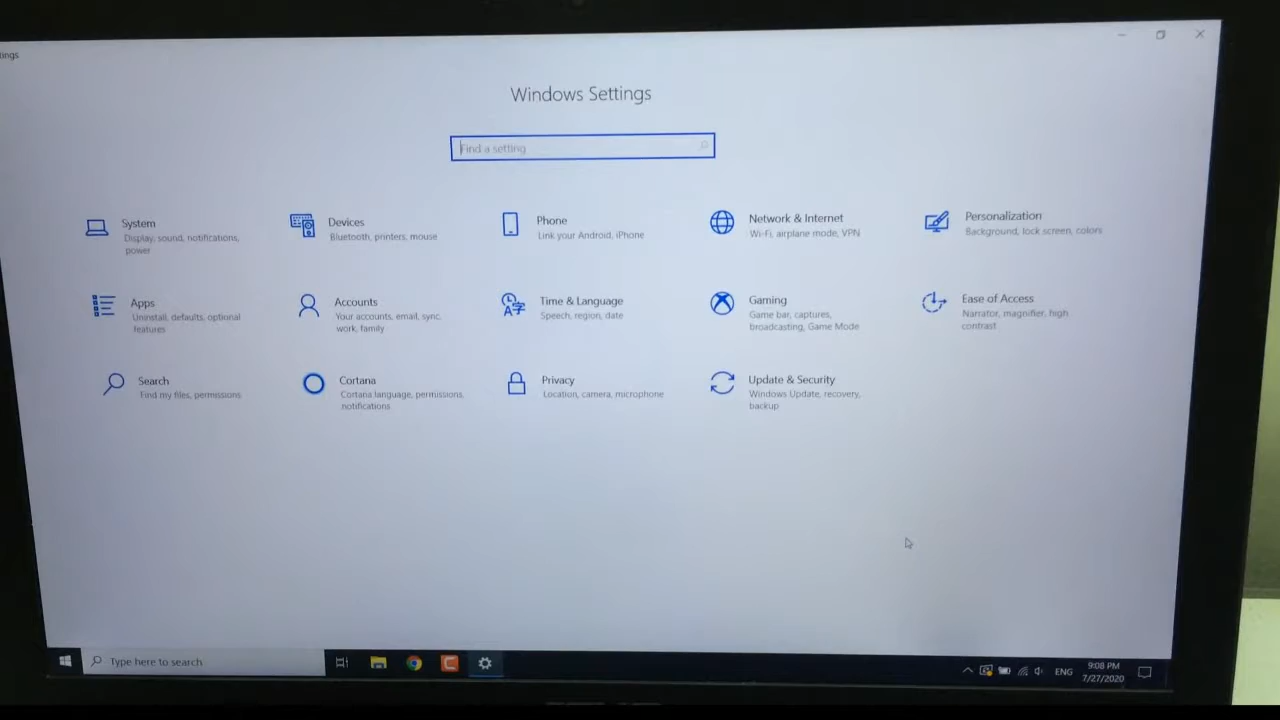 tings
Windows Settings
Find a setting
System
Display, sound, notifications,
power
Devices
Bluetooth, printers, mouse
Phone
Link your Android, iPhone
Network & Internet
Wi-Fi, airplane mode, VPN
Personalization
Background, lock screen, colors
Apps
Uninstall, defaults, optional
features
Accounts
Your accounts, email, sync,
work, family
Time & Language
Speech, region, date
Gaming
Game bar, captures,
broadcasting, Game Mode
Ease of Access
Narrator, magnifier, high
contrast
Search
Find my files, permissions
Cortana
Cortana language, permissions,
notifications
Privacy
Location, camera, microphone
Update & Security
Windows Update, recovery,
backup
Type here to search
ENG
9:08 PM
7/27/2020